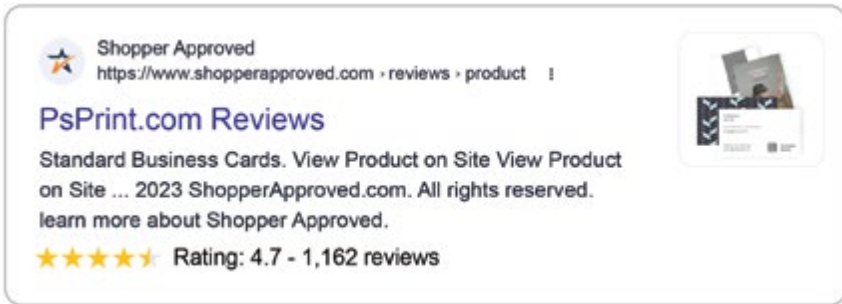 Shopper Approved
https://www.shopperapproved.com › reviews › product
PsPrint.com Reviews
Standard Business Cards. View Product on Site View Product
on Site ... 2023 ShopperApproved.com. All rights reserved.
learn more about Shopper Approved.
Rating: 4.7 - 1,162 reviews